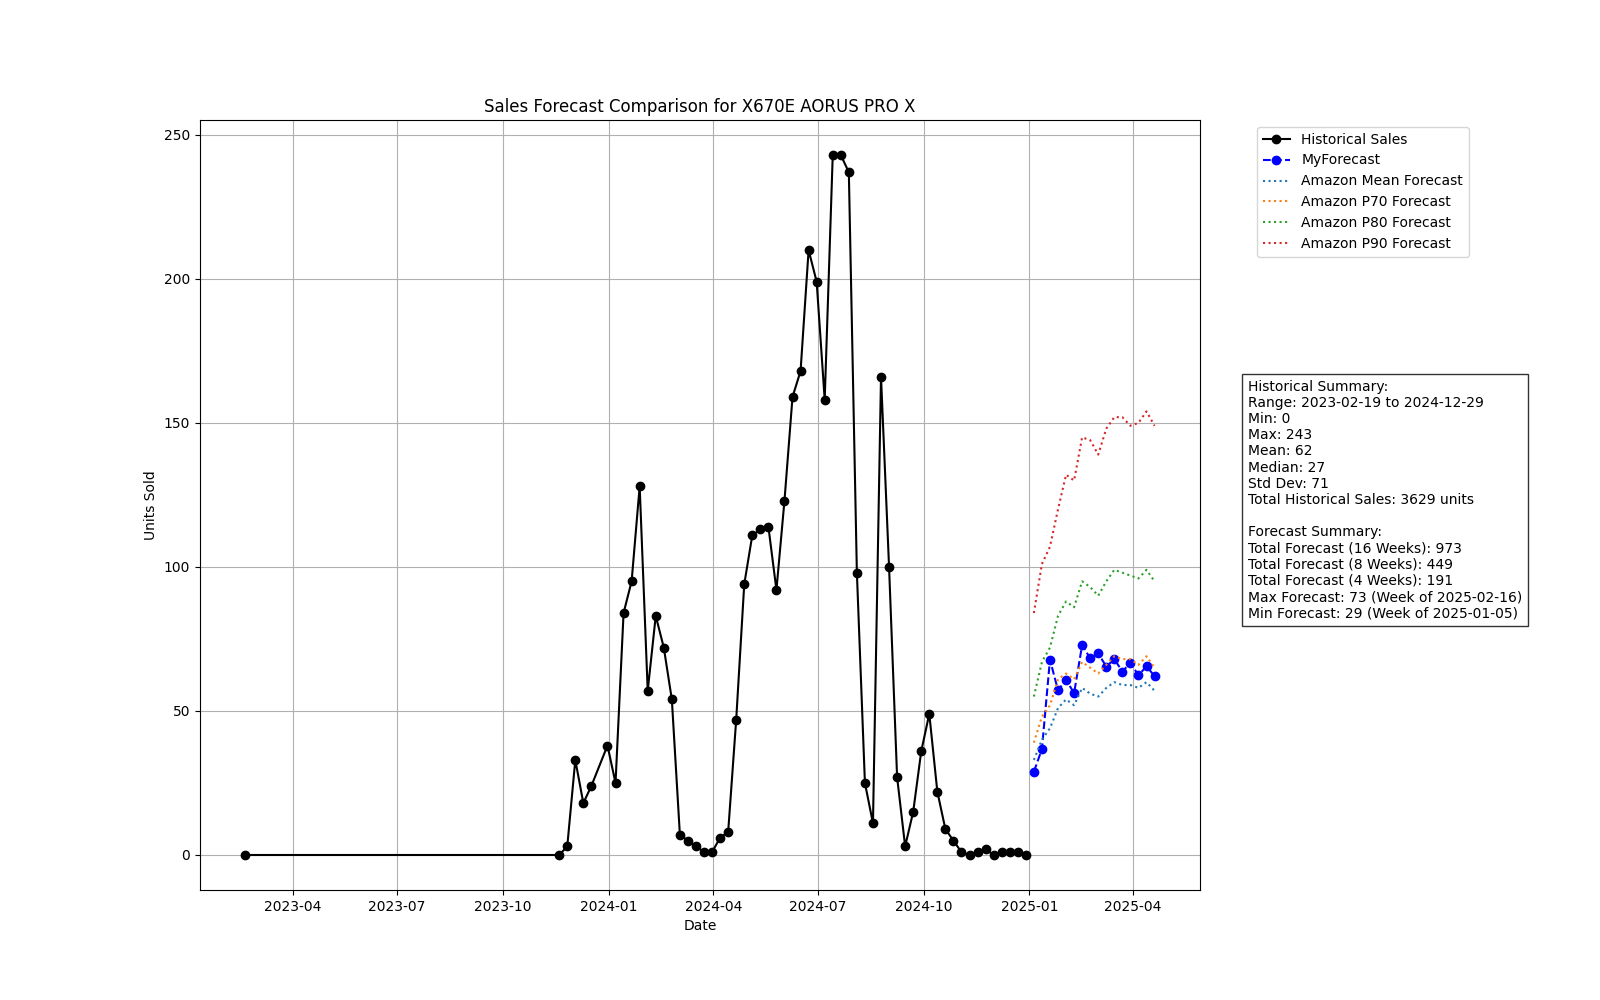 Sales Forecast Comparison for X670E AORUS PRO X
250
200
150
100
50
0
Units Sold
2023-04
2023-07
2023-10
2024-01
2024-04
2024-07
2024-10
2025-01
2025-04
Date
Historical Sales
MyForecast
Amazon Mean Forecast
Amazon P70 Forecast
Amazon P80 Forecast
Amazon P90 Forecast
Historical Summary:
Range: 2023-02-19 to 2024-12-29
Min: 0
Max: 243
Mean: 62
Median: 27
Std Dev: 71
Total Historical Sales: 3629 units
Forecast Summary:
Total Forecast (16 Weeks): 973
Total Forecast (8 Weeks): 449
Total Forecast (4 Weeks): 191
Max Forecast: 73 (Week of 2025-02-16)
Min Forecast: 29 (Week of 2025-01-05)